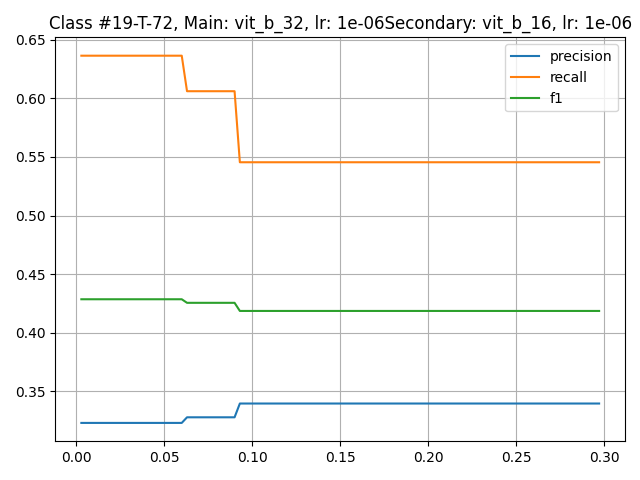 Class #19-T-72, Main: vit_b_32, lr: 1e-06Secondary: vit_b_16, lr: 1e-06
precision
recall
f1
0.65
0.60
0.55
0.50
0.45
0.40
0.35
0.00 0.05 0.10 0.15 0.20 0.25 0.30